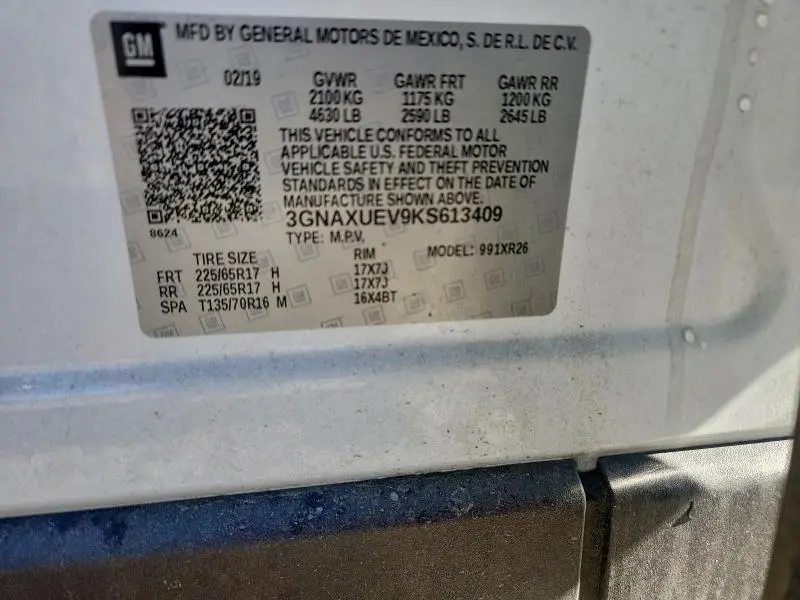 GM
MFD BY GENERAL MOTORS DE MEXICO, S. DE R.L. DE C.V.
02/19 GVWR GAWR FRT GAWR RR
2100 KG 1175 KG 1200 KG
4630 LB 2590 LB 2645 LB
THIS VEHICLE CONFORMS TO ALL
APPLICABLE U.S. FEDERAL MOTOR
VEHICLE SAFETY AND THEFT PREVENTION
STANDARDS IN EFFECT ON THE DATE OF
MANUFACTURE SHOWN ABOVE.
3GNAXUEV9KS613409
8624
TYPE: M.P.V. MODEL: 991XR26
TIRE SIZE RIM
FRT 225/65R17 H 17X7J
RR 225/65R17 H 17X7J
SPA T135/70R16 M 16X4BT